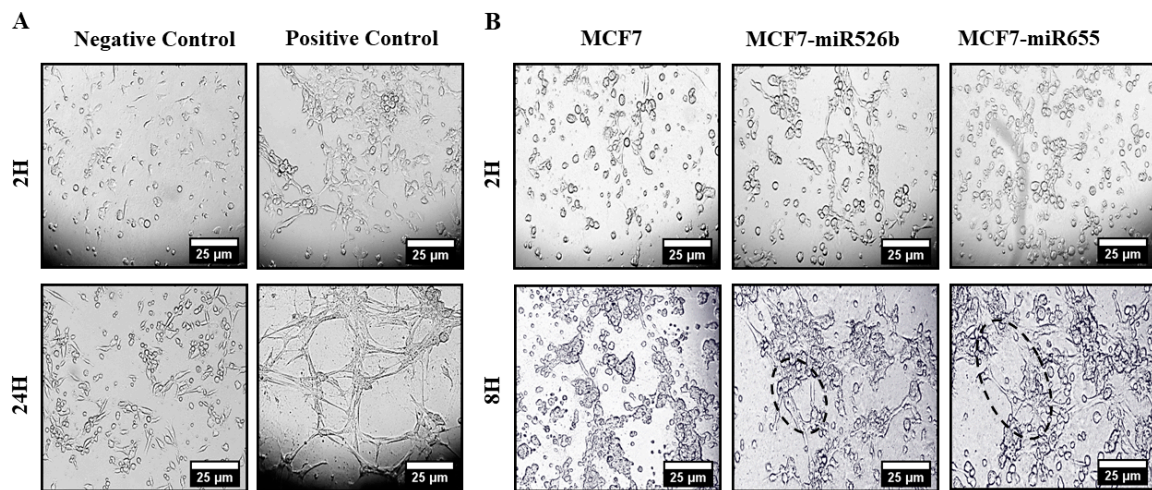 A
B
Negative Control
Positive Control
MCF7
MCF7-miR526b
MCF7-miR655
2H
25 µm
25 µm
2H
25 µm
25 µm
25 µm
24H
25 µm
25 µm
8H
25 µm
25 µm
25 µm